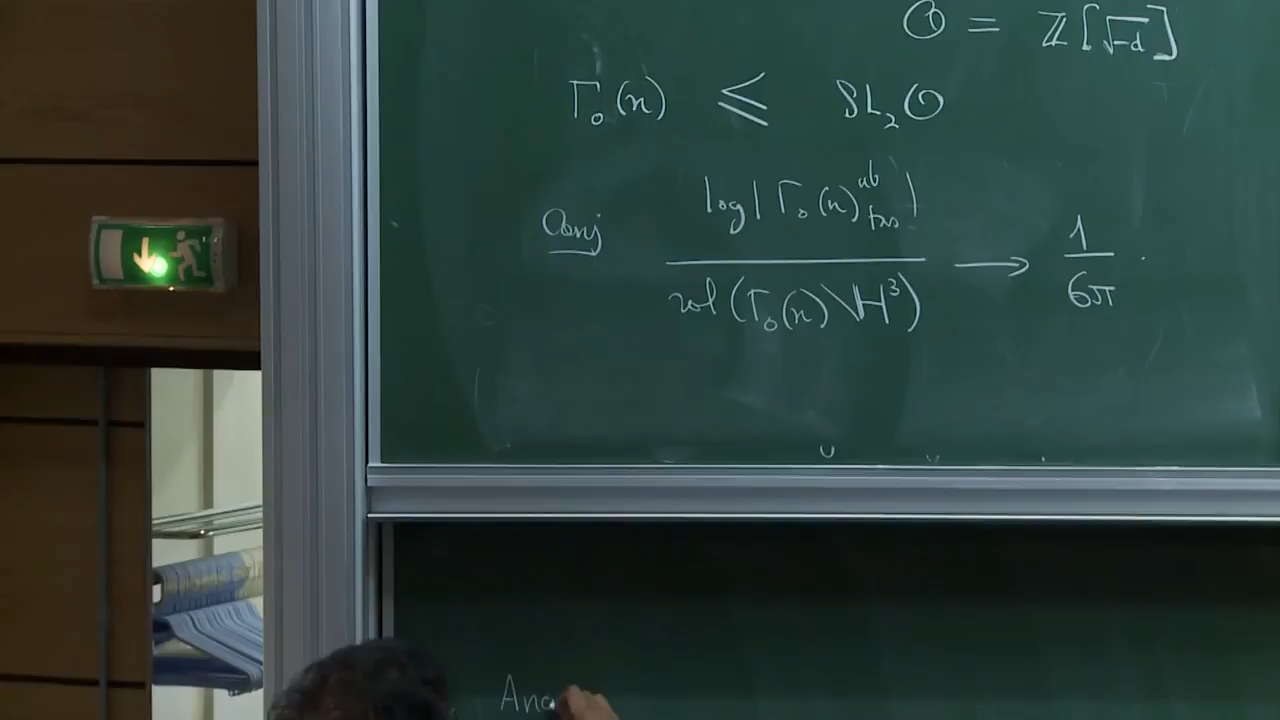 O = ℤ[√-d]
Γ₀(n) ≤ SL₂O
Conj log|Γ₀(n)^ab_tors| / vol(Γ₀(n)\H³) → 1/6π.
Ana